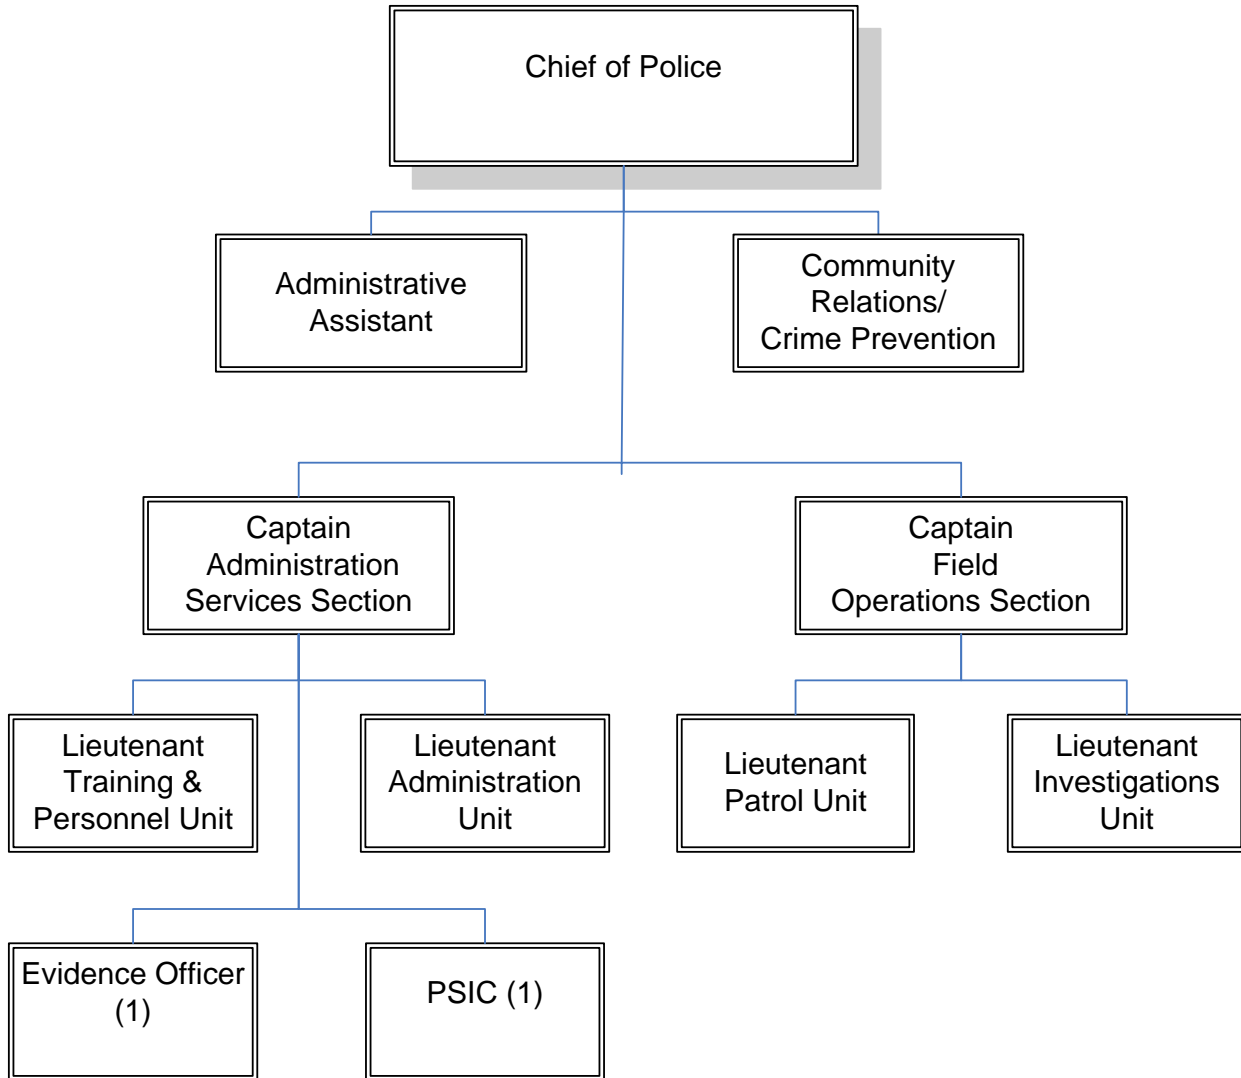 Chief of Police
Administrative
Assistant
Community
Relations/
Crime Prevention
Captain
Administration
Services Section
Captain
Field
Operations Section
Lieutenant
Training &
Personnel Unit
Lieutenant
Administration
Unit
Lieutenant
Patrol Unit
Lieutenant
Investigations
Unit
Evidence Officer
(1)
PSIC (1)